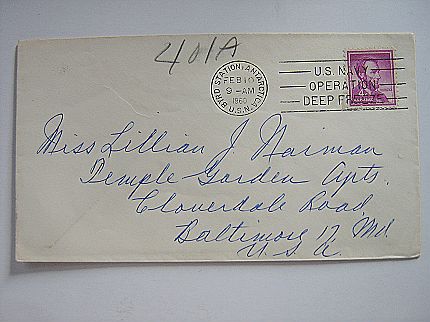 401A
BYRD STATION, ANTARCTICA U.S.N.
FEB 10
9-AM
1960
U.S. NAVY
OPERATION
DEEP FR
Miss Lillian J. Naiman
Temple Garden Apts.
Cloverdale Road,
Baltimore 17 Md.
U.S.A.